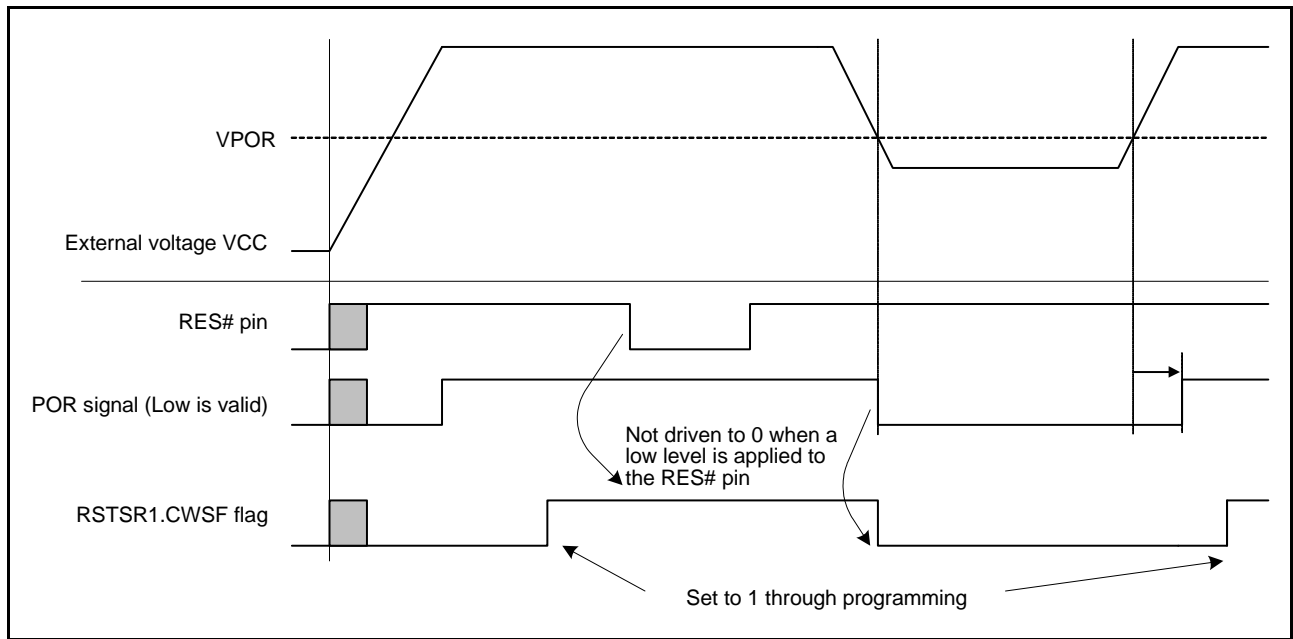 VPOR
External voltage VCC
RES# pin
POR signal (Low is valid)
Not driven to 0 when a
low level is applied to
the RES# pin
RSTSR1.CWSF flag
Set to 1 through programming